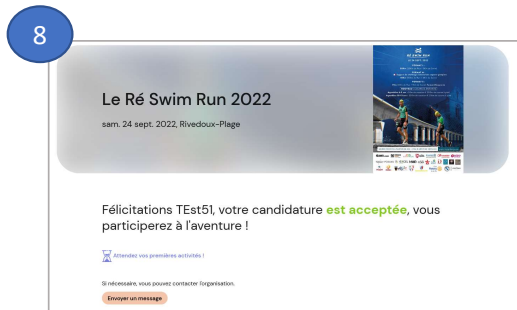 8
Le Ré Swim Run 2022
sam. 24 sept. 2022, Rivedoux-Plage
Félicitations TEst51, votre candidature est acceptée, vous
participerez à l'aventure !
Attendez vos premières activités !
Si nécessaire, vous pouvez contacter l'organisation.
Envoyer un message